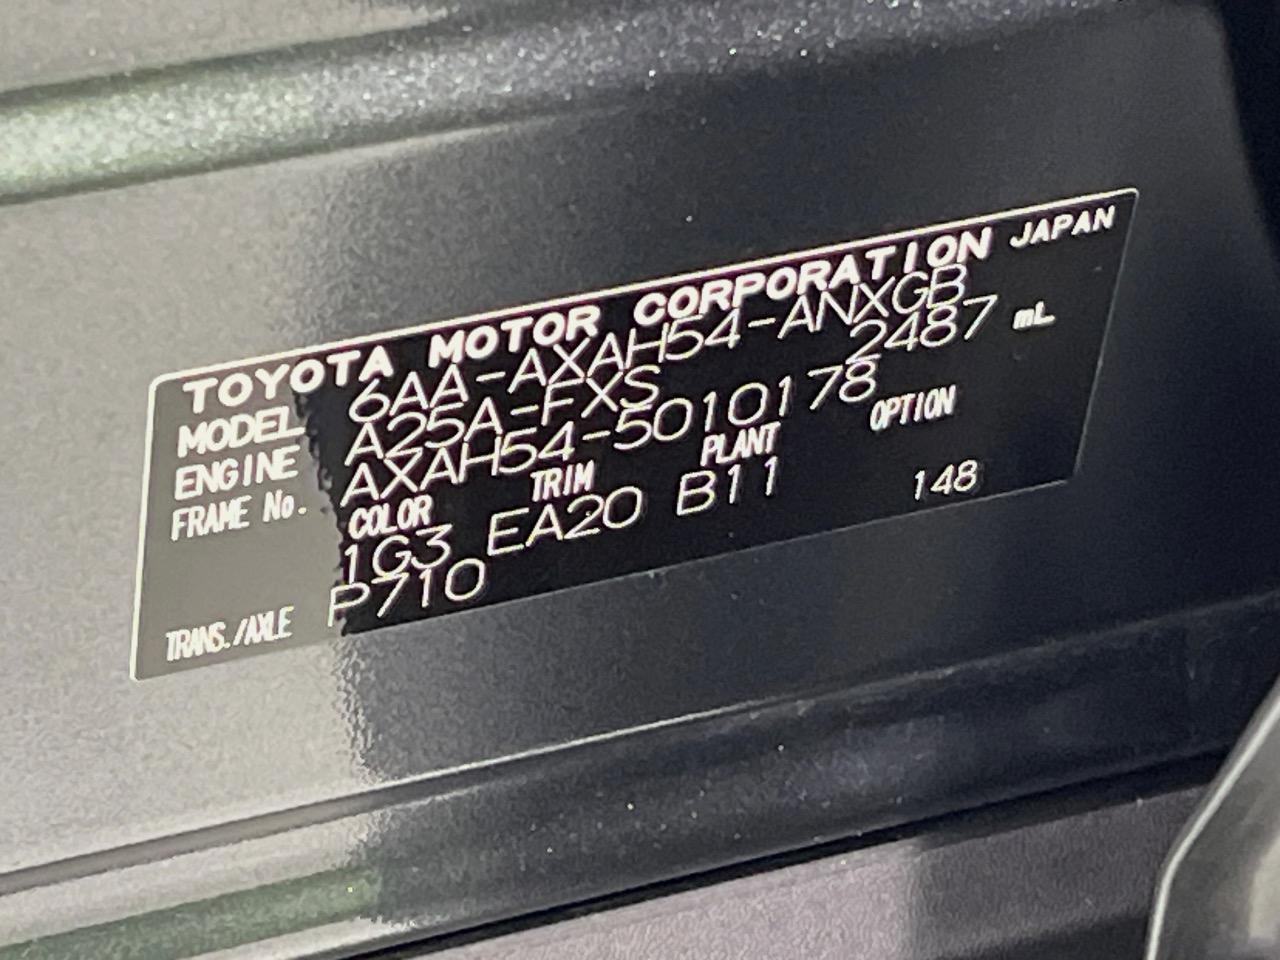 TOYOTA MOTOR CORPORATION JAPAN
MODEL 6AA-AXAH54-ANXGB
ENGINE A25A-FXS 2487 mL
FRAME No. AXAH54-5010178
COLOR TRIM PLANT OPTION
1G3 EA20 B11 148
TRANS./AXLE P710